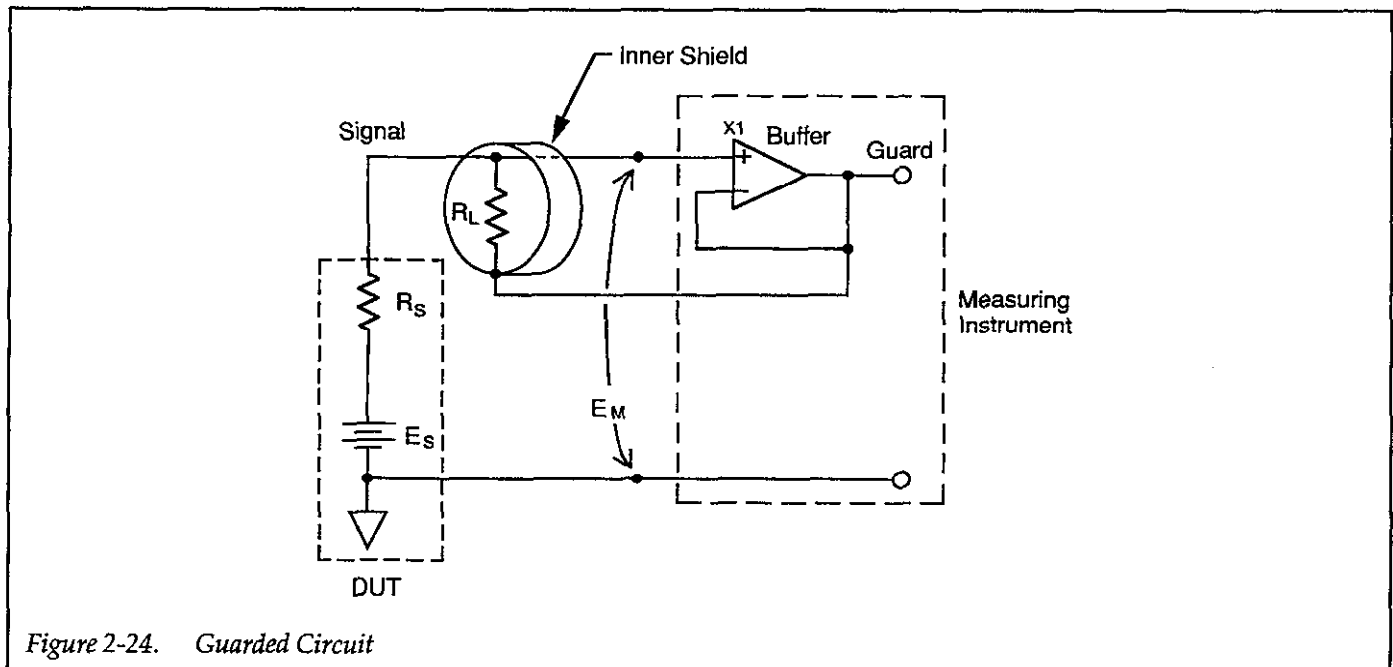 Inner Shield
Signal
X1
Buffer
Guard
+
−
RL
RS
Measuring
Instrument
EM
ES
DUT
Figure 2-24. Guarded Circuit